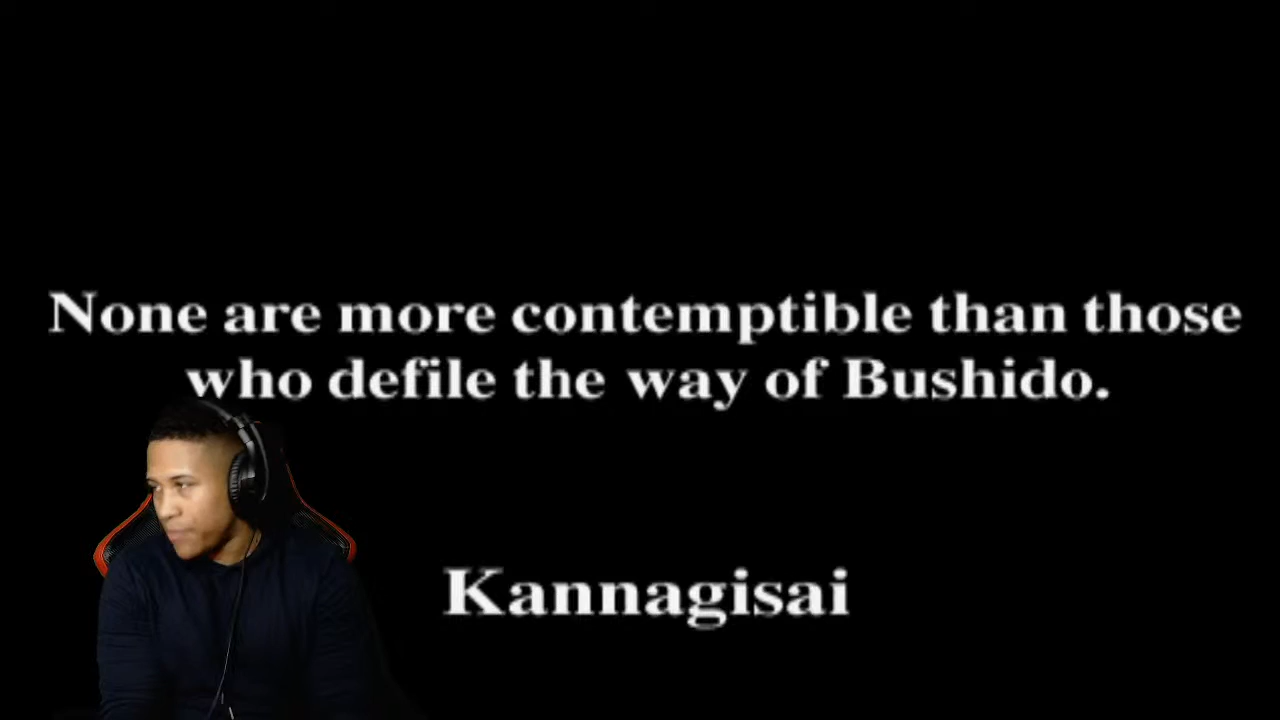 None are more contemptible than those
who defile the way of Bushido.
Kannagisai